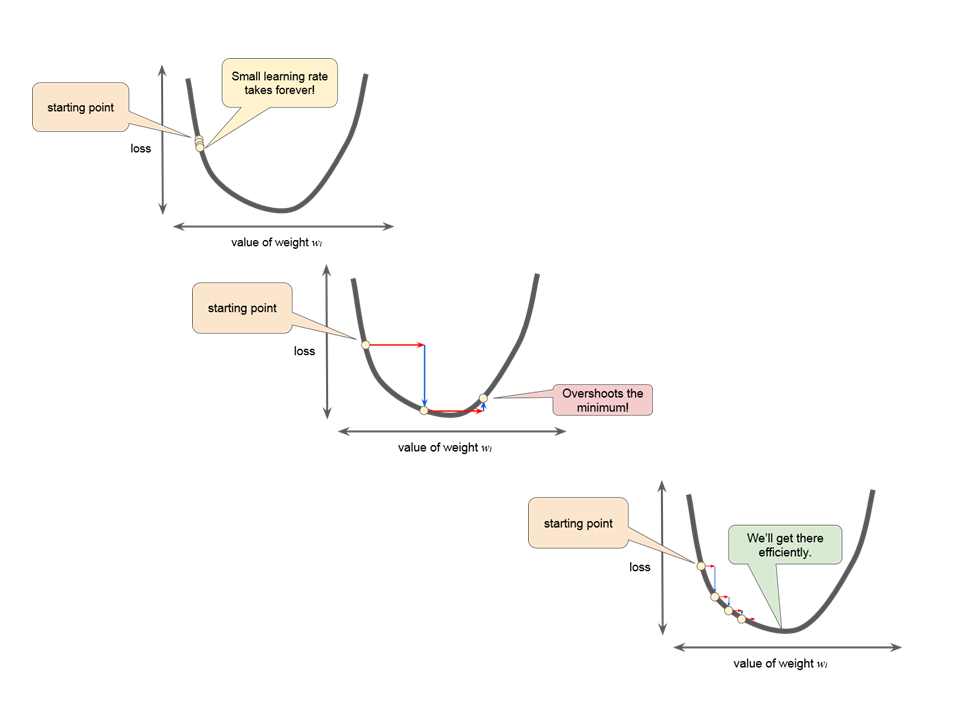 Small learning rate
takes forever!
starting point
loss
value of weight wi
starting point
loss
Overshoots the
minimum!
value of weight wi
starting point
We'll get there
efficiently.
loss
value of weight wi